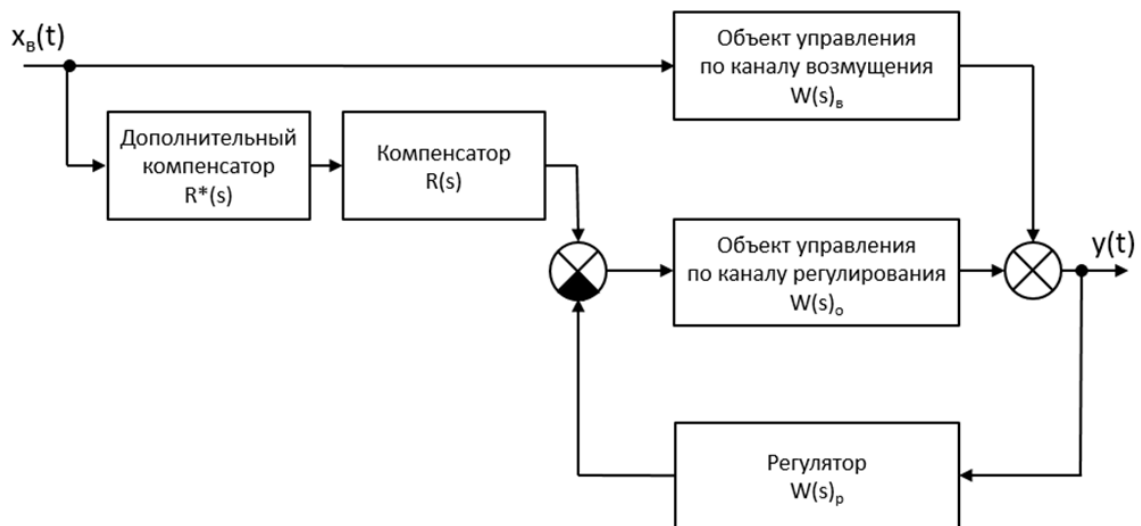 x_в(t)
Объект управления
по каналу возмущения
W(s)_в
Дополнительный
компенсатор
R*(s)
Компенсатор
R(s)
Объект управления
по каналу регулирования
W(s)_о
y(t)
Регулятор
W(s)_р